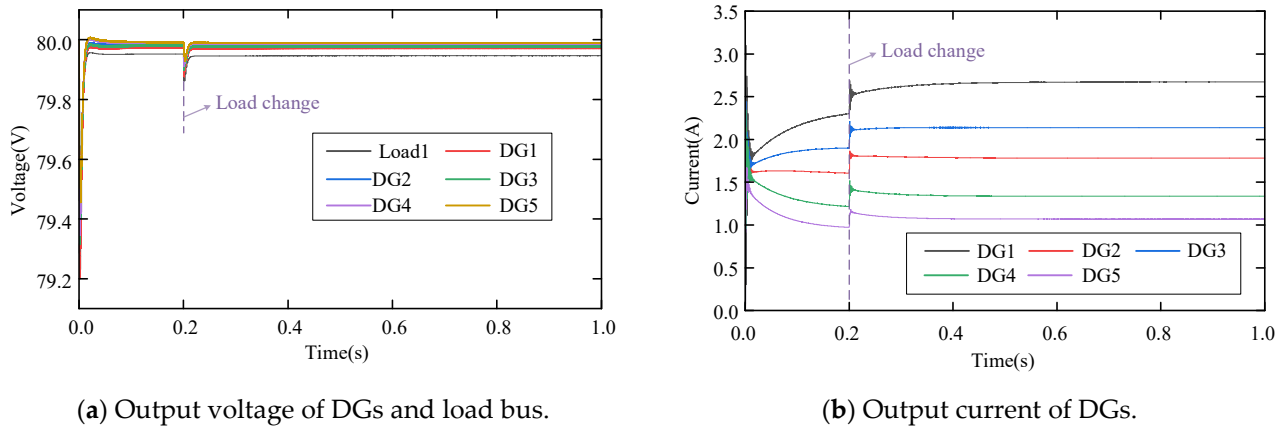 80.0
79.8
79.6
79.4
79.2
Voltage(V)
Load change
Load1 DG1
DG2 DG3
DG4 DG5
0.0 0.2 0.4 0.6 0.8 1.0
Time(s)
(a) Output voltage of DGs and load bus.
3.5
3.0
2.5
2.0
1.5
1.0
0.5
0.0
Current(A)
Load change
DG1 DG2 DG3
DG4 DG5
0.0 0.2 0.4 0.6 0.8 1.0
Time(s)
(b) Output current of DGs.